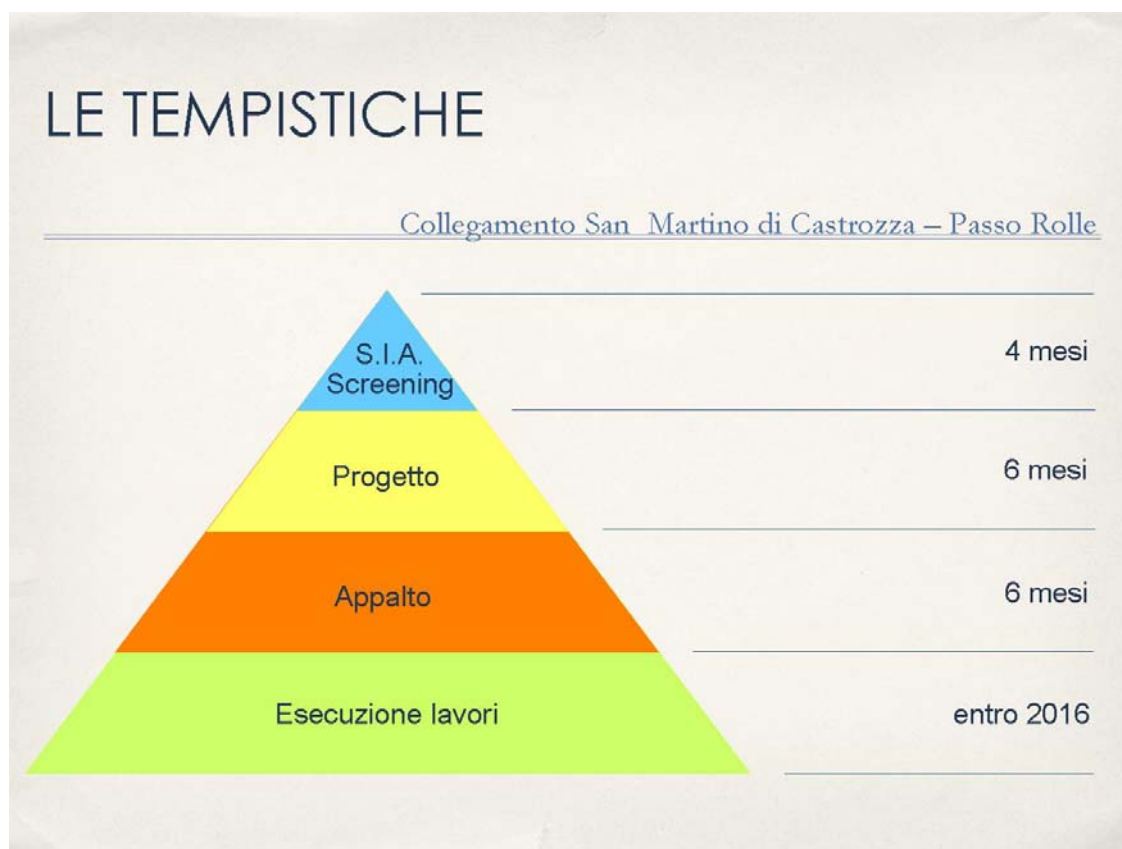 LE TEMPISTICHE
Collegamento San Martino di Castrozza – Passo Rolle
S.I.A.
Screening
4 mesi
Progetto
6 mesi
Appalto
6 mesi
Esecuzione lavori
entro 2016